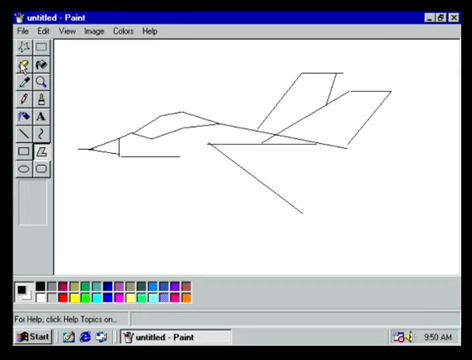 untitled - Paint
File Edit View Image Colors Help
A
For Help, click Help Topics on..
Start untitled - Paint 9:50 AM